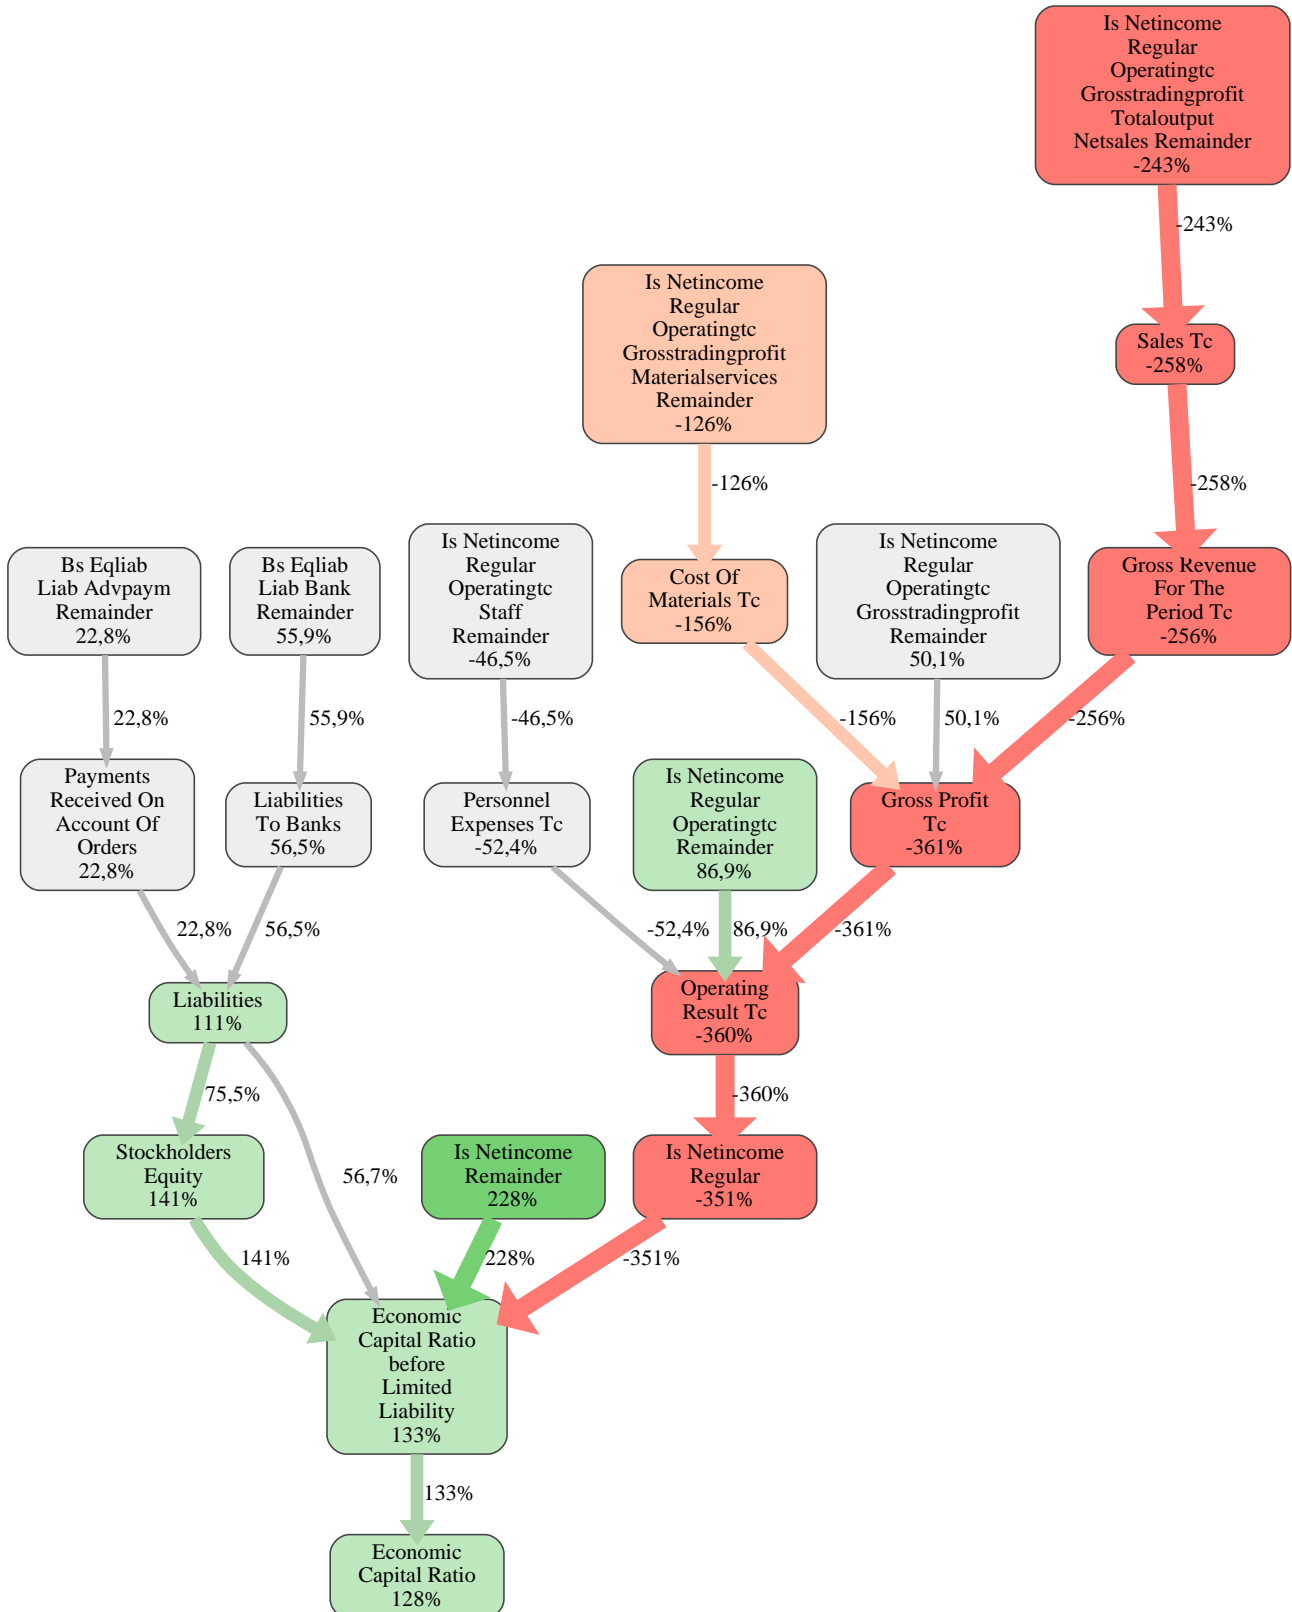 Is Netincome
Regular
Operatingtc
Grosstradingprofit
Totaloutput
Netsales Remainder
-243%
-243%
Is Netincome
Regular
Operatingtc
Grosstradingprofit
Materialservices
Remainder
-126%
Sales Tc
-258%
-126%
-258%
Bs Eqliab
Liab Advpaym
Remainder
22,8%
Bs Eqliab
Liab Bank
Remainder
55,9%
Is Netincome
Regular
Operatingtc
Staff
Remainder
-46,5%
Cost Of
Materials Tc
-156%
Is Netincome
Regular
Operatingtc
Grosstradingprofit
Remainder
50,1%
Gross Revenue
For The
Period Tc
-256%
22,8%
55,9%
-46,5%
-156%
50,1%
-256%
Payments
Received On
Account Of
Orders
22,8%
Liabilities
To Banks
56,5%
Personnel
Expenses Tc
-52,4%
Is Netincome
Regular
Operatingtc
Remainder
86,9%
Gross Profit
Tc
-361%
22,8%
56,5%
-52,4%
86,9%
-361%
Liabilities
111%
Operating
Result Tc
-360%
75,5%
-360%
Stockholders
Equity
141%
56,7%
Is Netincome
Remainder
228%
Is Netincome
Regular
-351%
141%
228%
-351%
Economic
Capital Ratio
before
Limited
Liability
133%
133%
Economic
Capital Ratio
128%